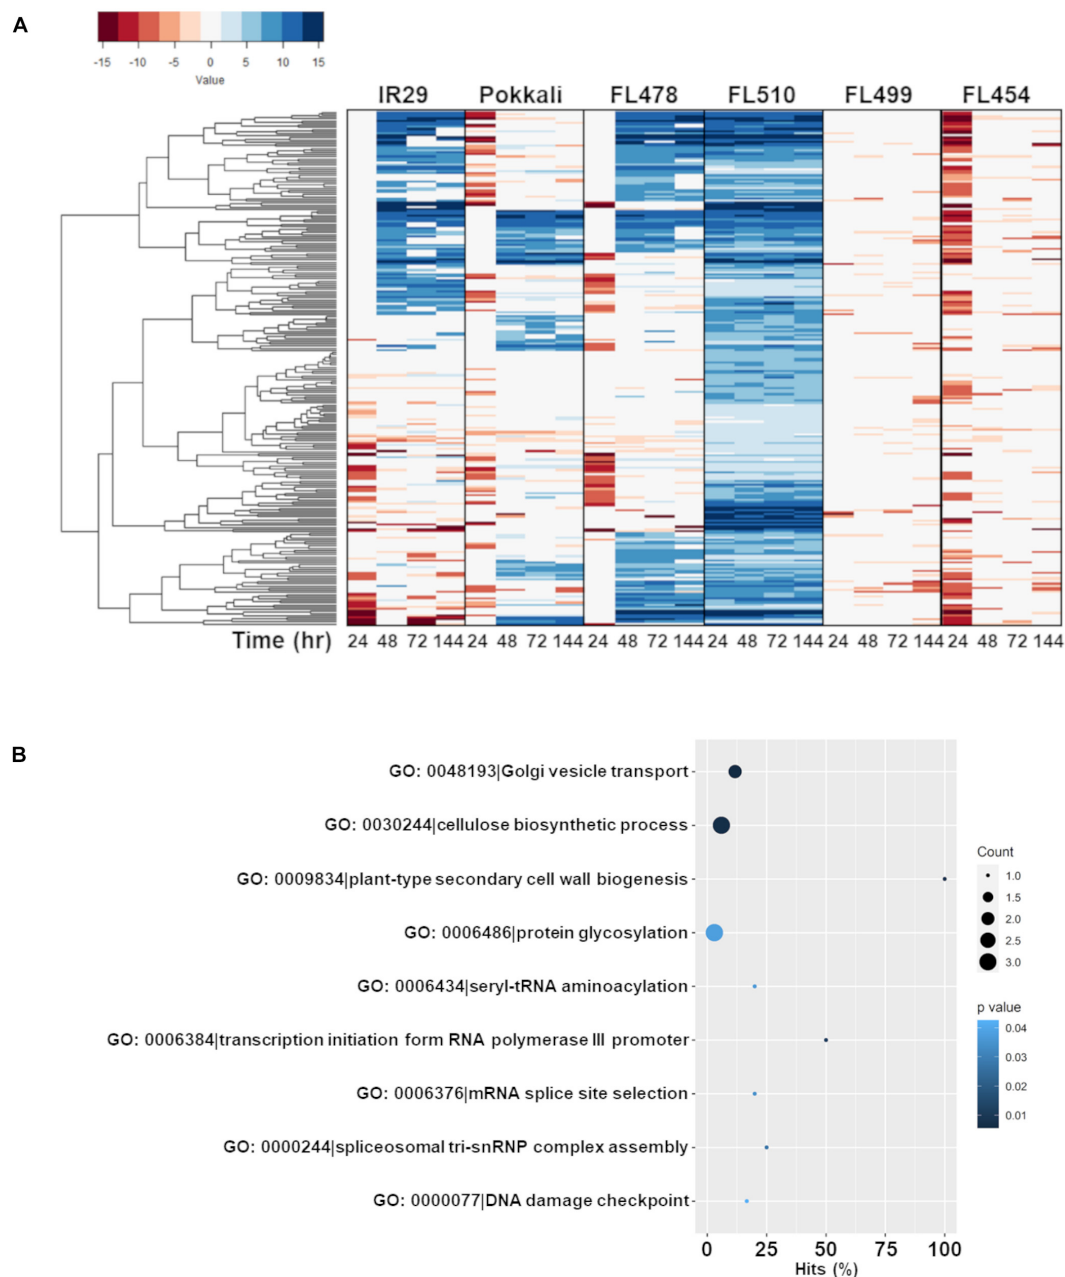 A
-15 -10 -5 0 5 10 15
Value
IR29 Pokkali FL478 FL510 FL499 FL454
Time (hr) 24 48 72 144 24 48 72 144 24 48 72 144 24 48 72 144 24 48 72 144 24 48 72 144
B
GO: 0048193|Golgi vesicle transport
GO: 0030244|cellulose biosynthetic process
GO: 0009834|plant-type secondary cell wall biogenesis
GO: 0006486|protein glycosylation
GO: 0006434|seryl-tRNA aminoacylation
GO: 0006384|transcription initiation form RNA polymerase III promoter
GO: 0006376|mRNA splice site selection
GO: 0000244|spliceosomal tri-snRNP complex assembly
GO: 0000077|DNA damage checkpoint
0 25 50 75 100
Hits (%)
Count
1.0
1.5
2.0
2.5
3.0
p value
0.04
0.03
0.02
0.01